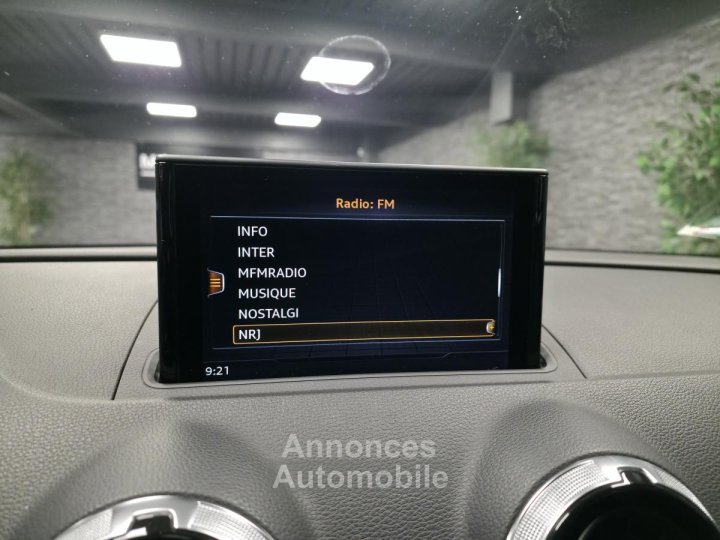 Radio: FM
INFO
INTER
MFMRADIO
MUSIQUE
NOSTALGI
NRJ
9:21
Annonces
Automobile